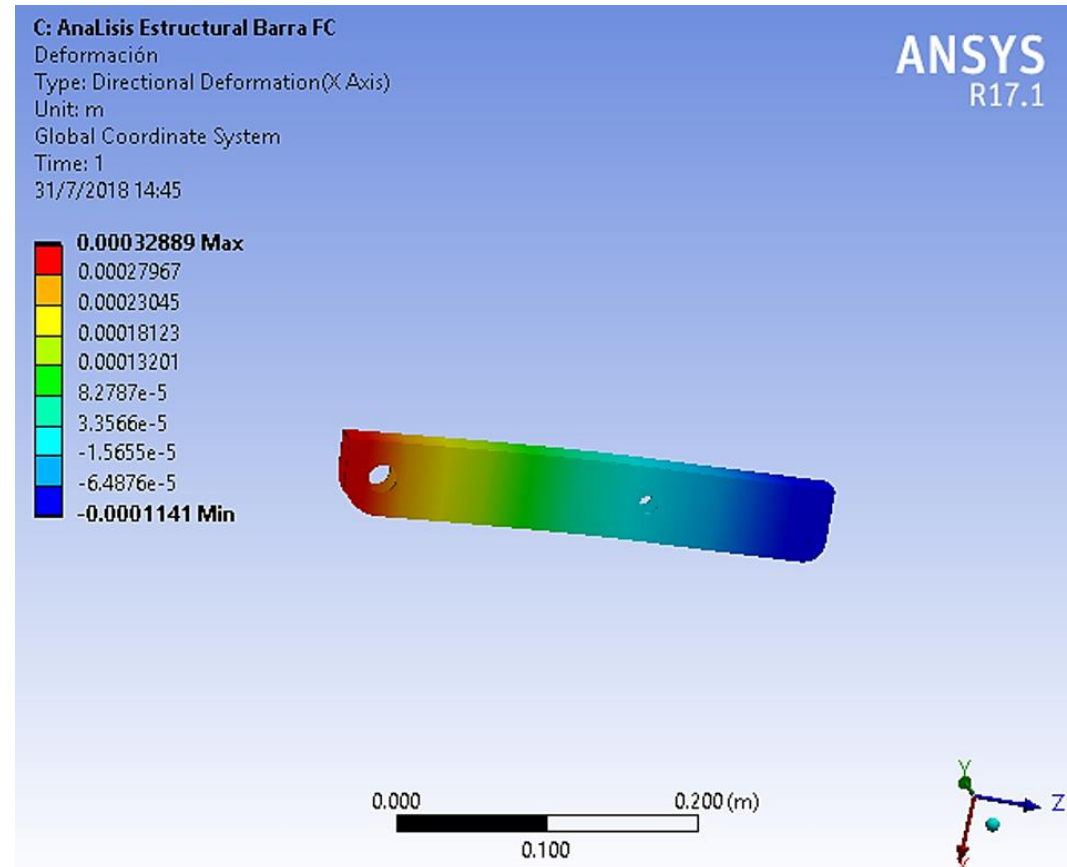 C: AnaLisis Estructural Barra FC
Deformación
Type: Directional Deformation(X Axis)
Unit: m
Global Coordinate System
Time: 1
31/7/2018 14:45
ANSYS
R17.1
0.00032889 Max
0.00027967
0.00023045
0.00018123
0.00013201
8.2787e-5
3.3566e-5
-1.5655e-5
-6.4876e-5
-0.0001141 Min
0.000
0.200 (m)
0.100
Y
Z